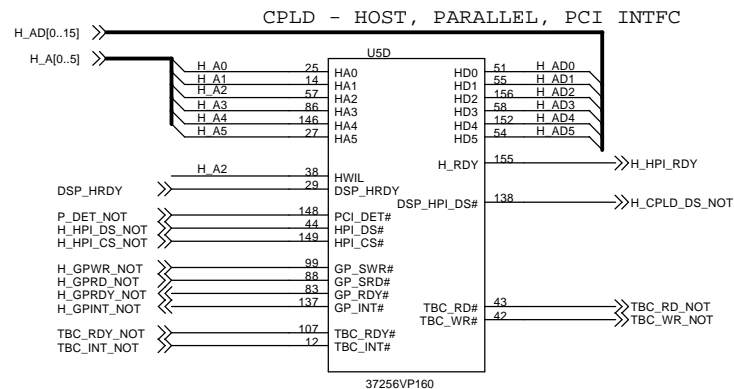 CPLD - HOST, PARALLEL, PCI INTFC
H_AD[0..15]
H_A[0..5]
U5D
H_A0 25 HA0 HD0 51 H_AD0
H_A1 14 HA1 HD1 55 H_AD1
H_A2 57 HA2 HD2 156 H_AD2
H_A3 86 HA3 HD3 58 H_AD3
H_A4 146 HA4 HD4 152 H_AD4
H_A5 27 HA5 HD5 54 H_AD5
H_RDY 155 H_HPI_RDY
H_A2 38 HWIL
DSP_HRDY 29 DSP_HRDY
DSP_HPI_DS# 138 H_CPLD_DS_NOT
P_DET_NOT 148 PCI_DET#
H_HPI_DS_NOT 44 HPI_DS#
H_HPI_CS_NOT 149 HPI_CS#
H_GPWR_NOT 99 GP_SWR#
H_GPRD_NOT 88 GP_SRD#
H_GPRDY_NOT 83 GP_RDY#
H_GPINT_NOT 137 GP_INT#
TBC_RD# 43 TBC_RD_NOT
TBC_WR# 42 TBC_WR_NOT
TBC_RDY_NOT 107 TBC_RDY#
TBC_INT_NOT 12 TBC_INT#
37256VP160